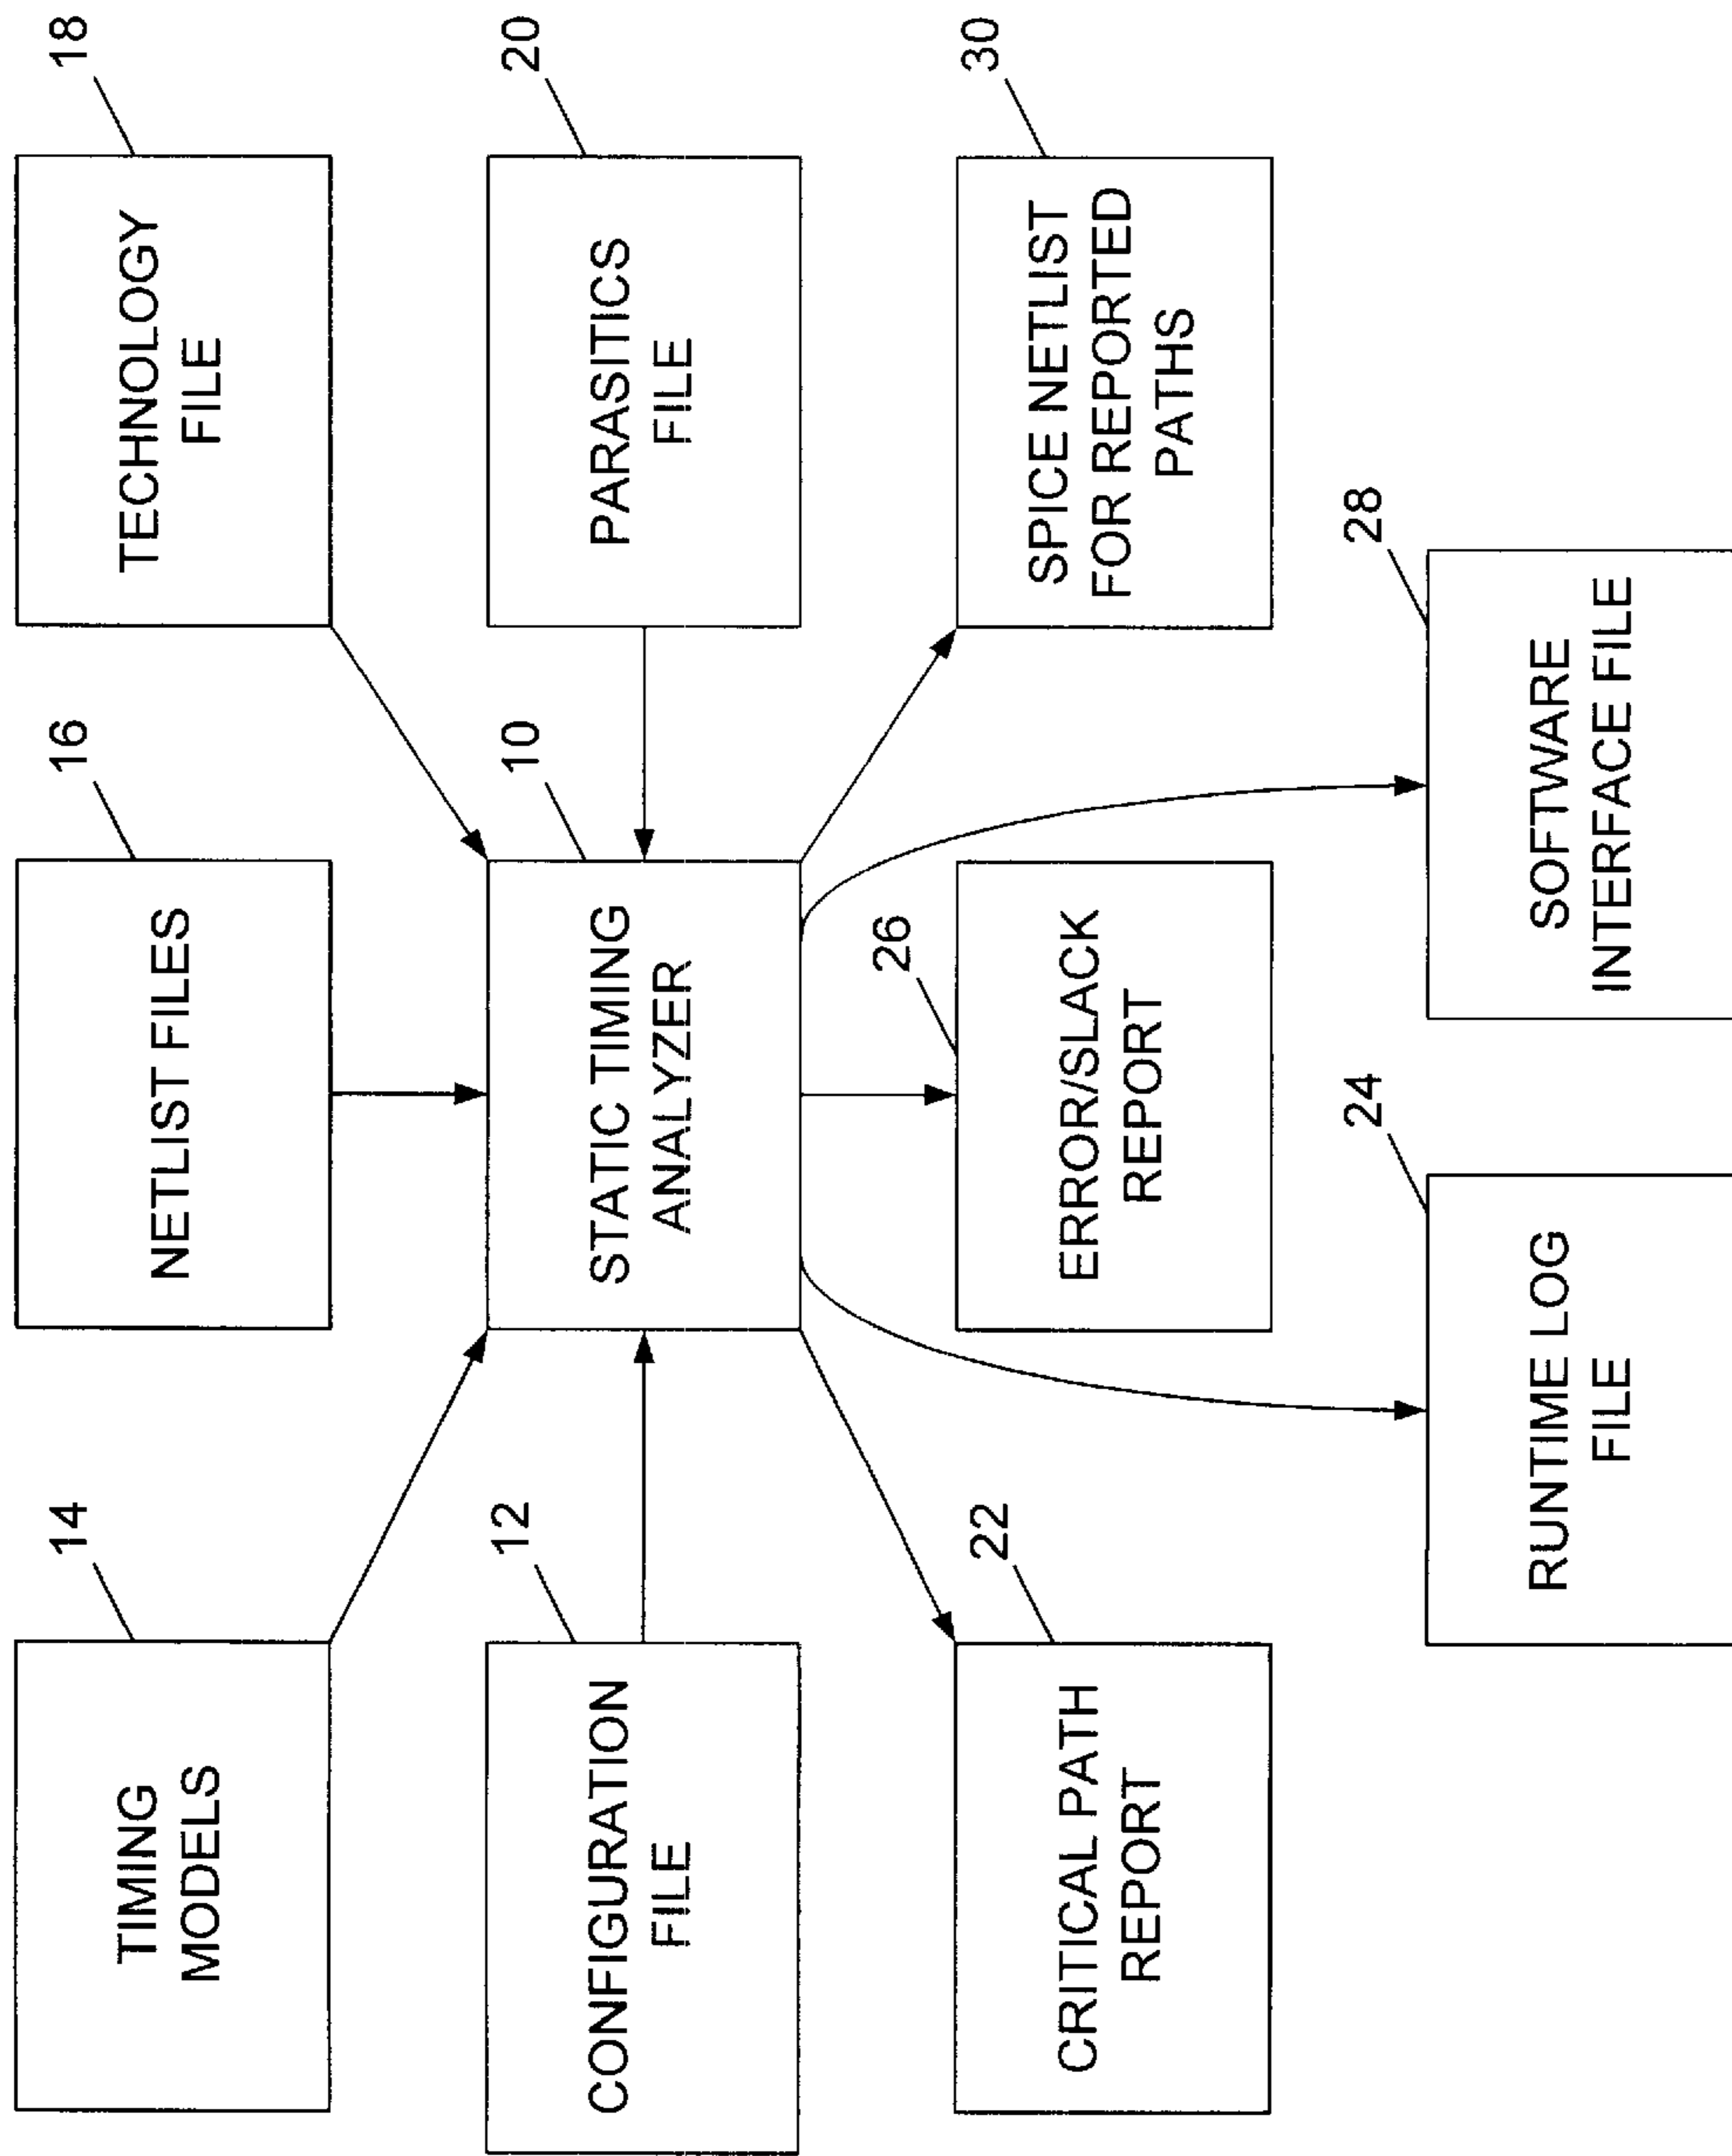 14
TIMING
MODELS
16
NETLIST FILES
18
TECHNOLOGY
FILE
12
CONFIGURATION
FILE
10
STATIC TIMING
ANALYZER
20
PARASITICS
FILE
22
CRITICAL PATH
REPORT
26
ERROR/SLACK
REPORT
30
SPICE NETLIST
FOR REPORTED
PATHS
24
RUNTIME LOG
FILE
28
SOFTWARE
INTERFACE FILE